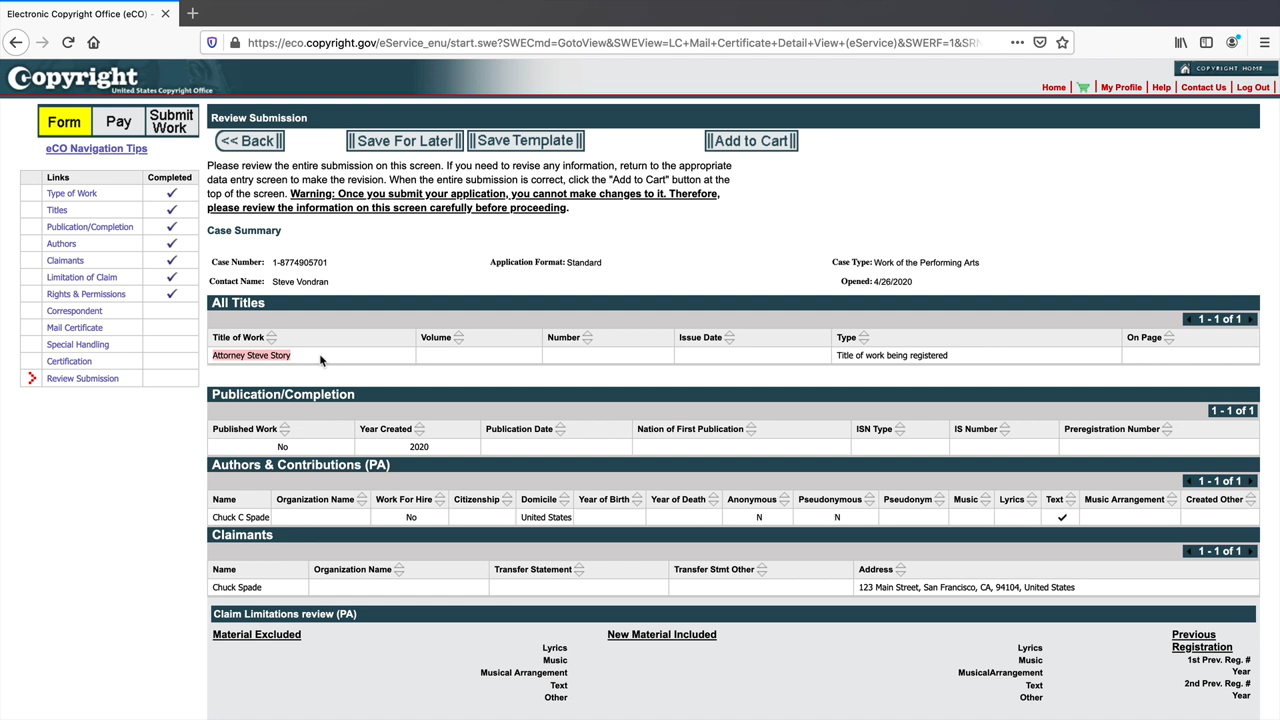 Electronic Copyright Office (eCO) -
https://eco.copyright.gov/eService_enu/start.swe?SWECmd=GotoView&SWEView=LC+Mail+Certificate+Detail+View+(eService)&SWERF=1&SR
Copyright
United States Copyright Office
COPYRIGHT HOME
Home My Profile Help Contact Us Log Out
Form Pay Submit Work
eCO Navigation Tips
Links Completed
Type of Work
Titles
Publication/Completion
Authors
Claimants
Limitation of Claim
Rights & Permissions
Correspondent
Mail Certificate
Special Handling
Certification
Review Submission
Review Submission
<< Back Save For Later Save Template Add to Cart
Please review the entire submission on this screen. If you need to revise any information, return to the appropriate
data entry screen to make the revision. When the entire submission is correct, click the "Add to Cart" button at the
top of the screen. Warning: Once you submit your application, you cannot make changes to it. Therefore,
please review the information on this screen carefully before proceeding.
Case Summary
Case Number: 1-8774905701 Application Format: Standard Case Type: Work of the Performing Arts
Contact Name: Steve Vondran Opened: 4/26/2020
All Titles
1 - 1 of 1
Title of Work Volume Number Issue Date Type On Page
Attorney Steve Story Title of work being registered
Publication/Completion
1 - 1 of 1
Published Work Year Created Publication Date Nation of First Publication ISN Type IS Number Preregistration Number
No 2020
Authors & Contributions (PA)
1 - 1 of 1
Name Organization Name Work For Hire Citizenship Domicile Year of Birth Year of Death Anonymous Pseudonymous Pseudonym Music Lyrics Text Music Arrangement Created Other
Chuck C Spade No United States N N
Claimants
1 - 1 of 1
Name Organization Name Transfer Statement Transfer Stmt Other Address
Chuck Spade 123 Main Street, San Francisco, CA, 94104, United States
Claim Limitations review (PA)
Material Excluded New Material Included Previous Registration
Lyrics Lyrics
Music Music 1st Prev. Reg. #
Musical Arrangement MusicalArrangement Year
Text Text 2nd Prev. Reg. #
Other Other Year